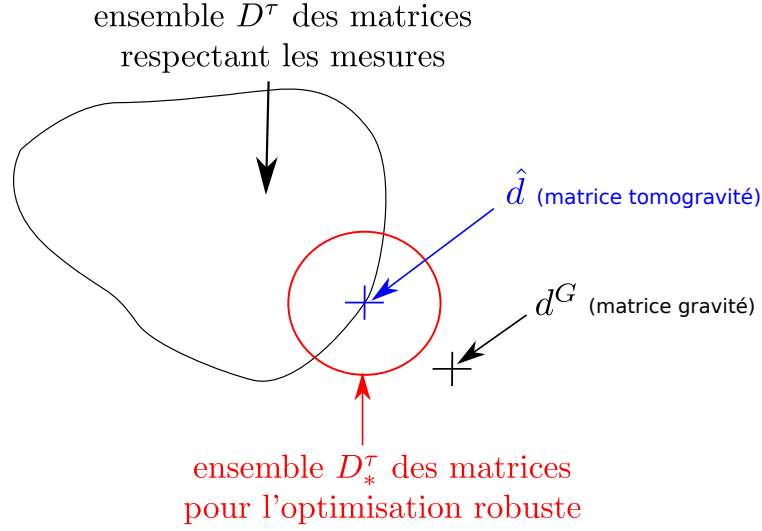 ensemble D^τ des matrices
respectant les mesures
d̂ (matrice tomogravité)
d^G (matrice gravité)
ensemble D^τ_* des matrices
pour l'optimisation robuste